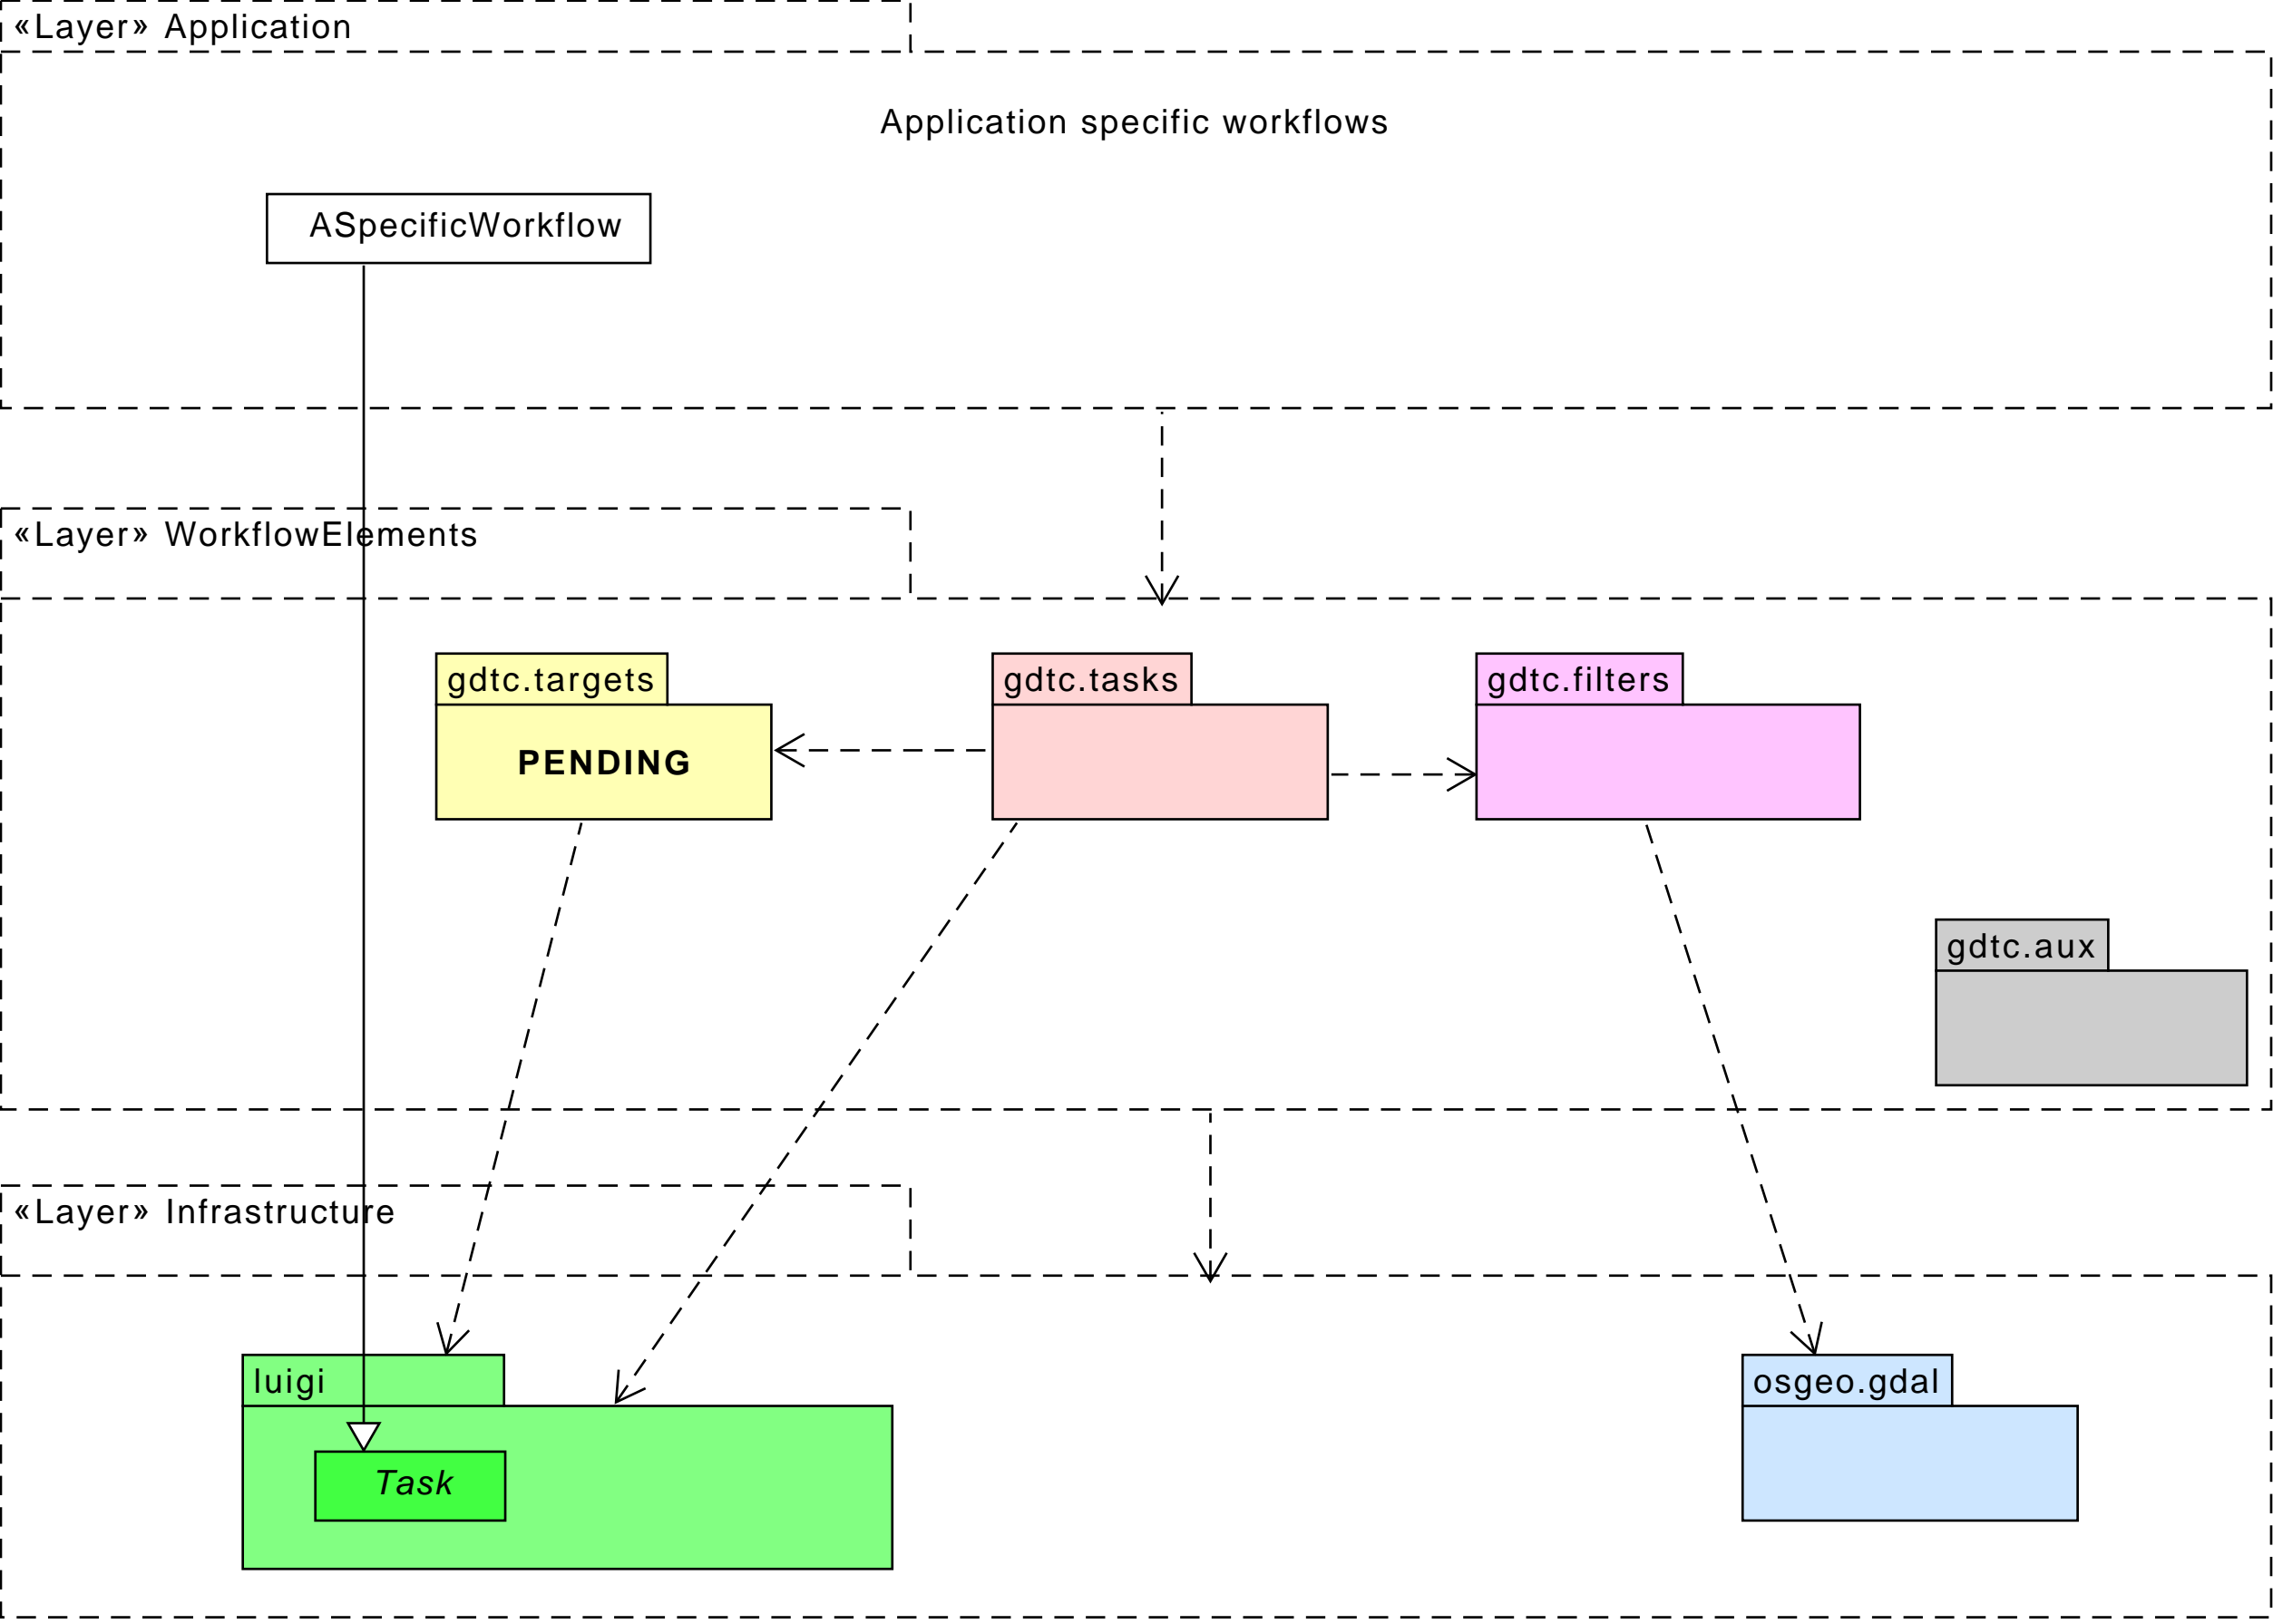 «Layer» Application
Application specific workflows
ASpecificWorkflow
«Layer» WorkflowElements
gdtc.targets
gdtc.tasks
gdtc.filters
PENDING
gdtc.aux
«Layer» Infrastructure
luigi
osgeo.gdal
Task